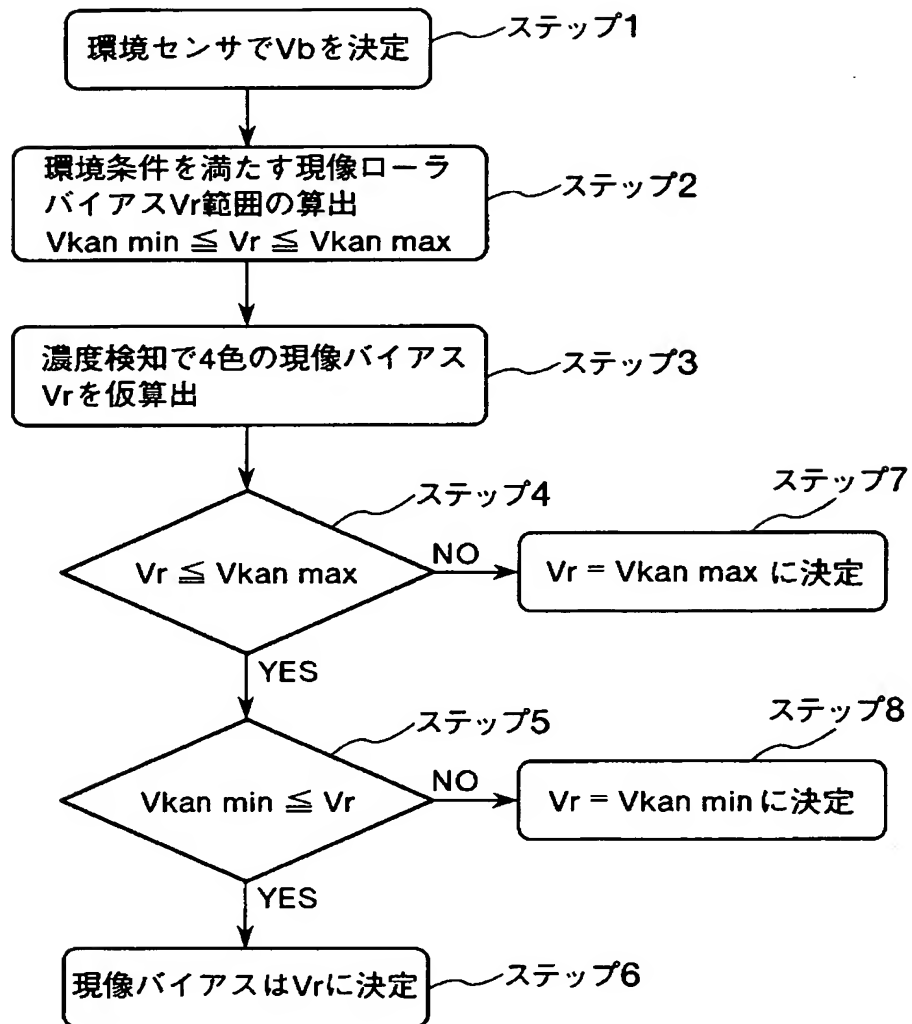 環境センサでVbを決定
ステップ1
環境条件を満たす現像ローラ
バイアスVr範囲の算出
Vkan min ≦ Vr ≦ Vkan max
ステップ2
濃度検知で4色の現像バイアス
Vrを仮算出
ステップ3
ステップ4
Vr ≦ Vkan max
NO
ステップ7
Vr = Vkan max に決定
YES
ステップ5
Vkan min ≦ Vr
NO
ステップ8
Vr = Vkan min に決定
YES
現像バイアスはVrに決定
ステップ6